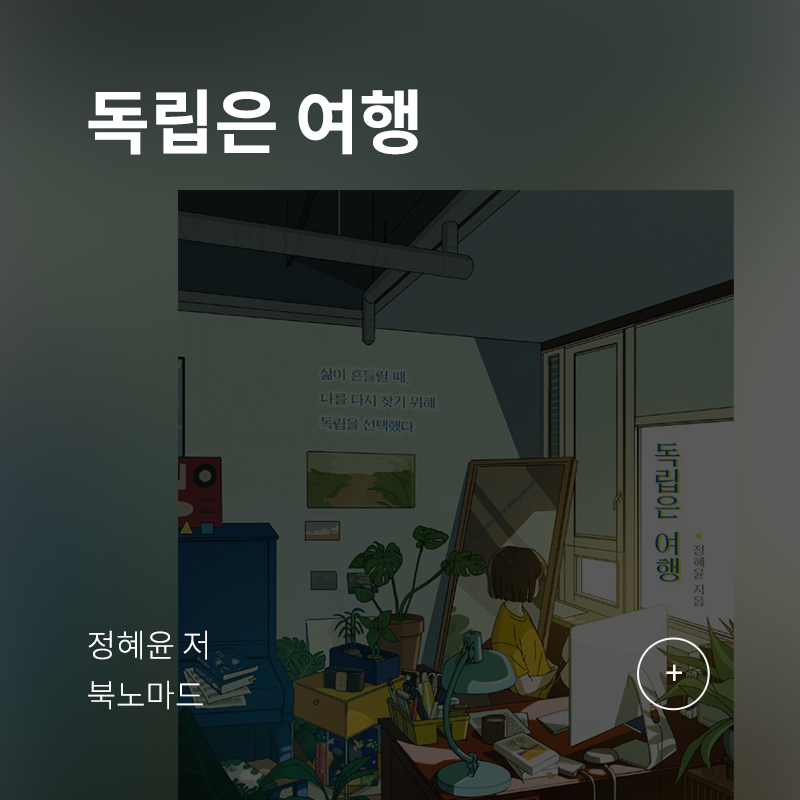 독립은 여행
삶이 흔들릴 때,
나를 다시 찾기 위해
독립을 선택했다
독립은 여행
정혜윤 지음
정혜윤 저
북노마드